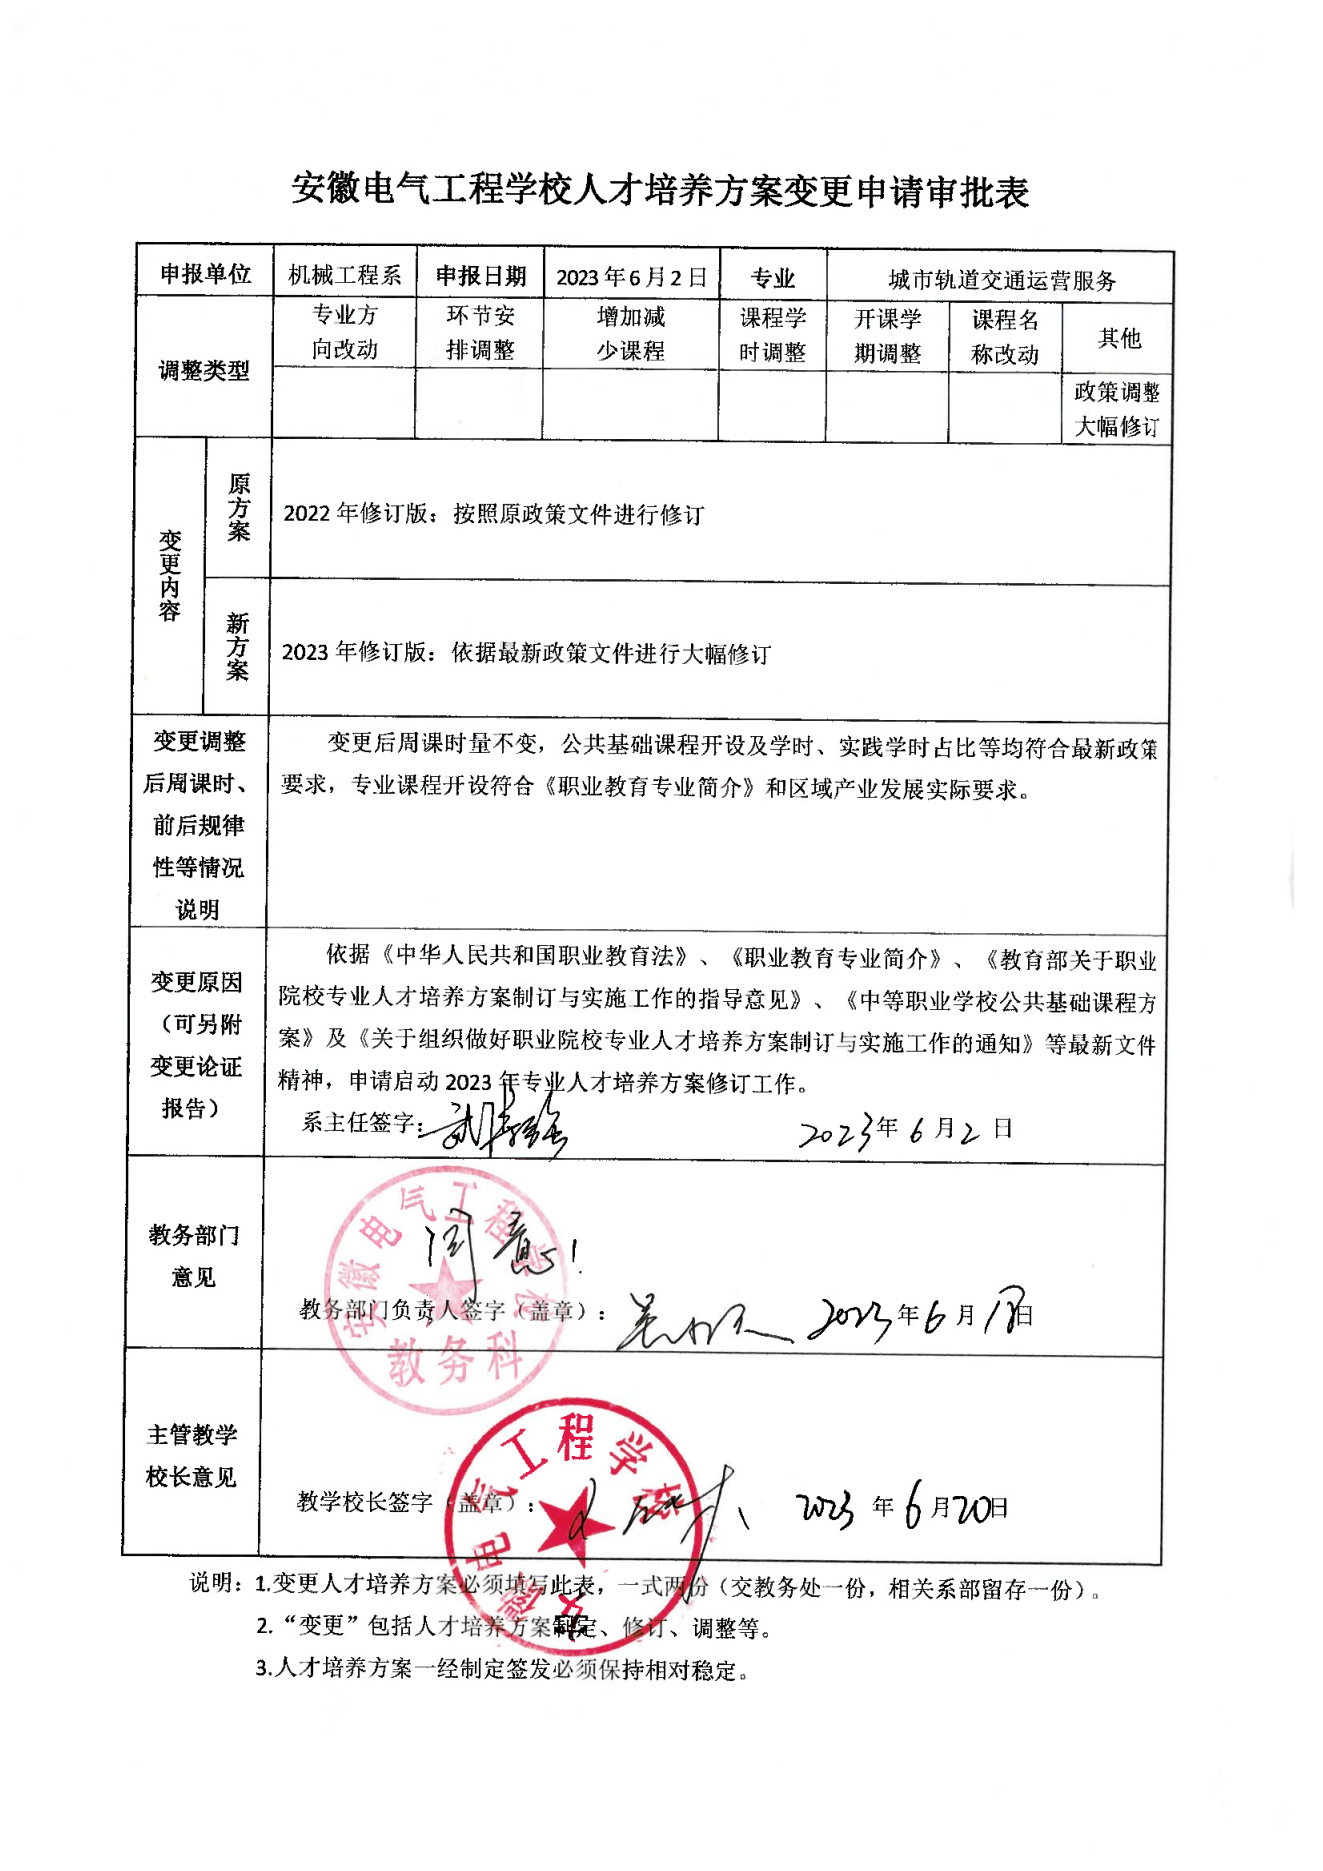 安徽电气工程学校人才培养方案变更申请审批表
申报单位 机械工程系 申报日期 2023年6月2日 专业 城市轨道交通运营服务
调整类型
专业方
向改动
环节安
排调整
增加减
少课程
课程学
时调整
开课学
期调整
课程名
称改动
其他
政策调整
大幅修订
变更内容
原方案
2022年修订版：按照原政策文件进行修订
新方案
2023年修订版：依据最新政策文件进行大幅修订
变更调整
后周课时、
前后规律
性等情况
说明
变更后周课时量不变，公共基础课程开设及学时、实践学时占比等均符合最新政策
要求，专业课程开设符合《职业教育专业简介》和区域产业发展实际要求。
变更原因
（可另附
变更论证
报告）
依据《中华人民共和国职业教育法》、《职业教育专业简介》、《教育部关于职业
院校专业人才培养方案制订与实施工作的指导意见》、《中等职业学校公共基础课程方
案》及《关于组织做好职业院校专业人才培养方案制订与实施工作的通知》等最新文件
精神，申请启动2023年专业人才培养方案修订工作。
系主任签字： 2023年6月2日
教务部门
意见
同意！
教务部门负责人签字（盖章）： 2023年6月 日
安徽电气工程学校
教务科
主管教学
校长意见
教学校长签字（盖章）： 2023年6月20日
安徽电气工程学校
说明：1.变更人才培养方案必须填写此表，一式两份（交教务处一份，相关系部留存一份）。
2.“变更”包括人才培养方案制定、修订、调整等。
3.人才培养方案一经制定签发必须保持相对稳定。